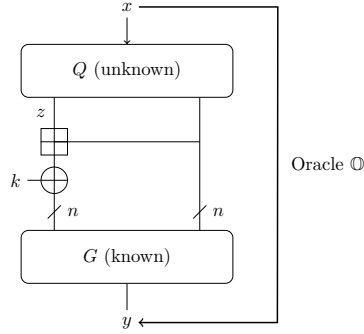 x
Q (unknown)
z
Oracle 𝕆
k
n n
G (known)
y